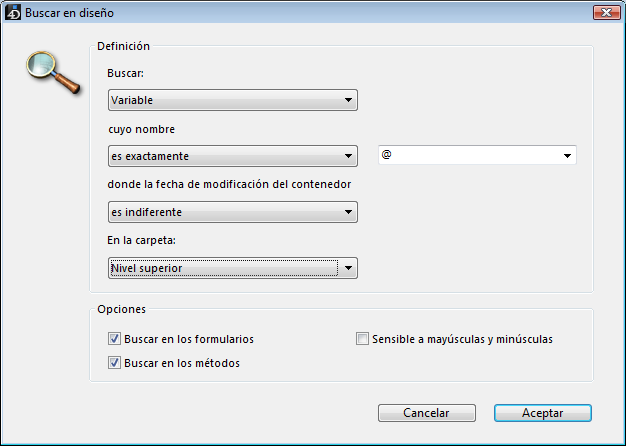 4D Buscar en diseño
Definición
Buscar:
Variable
cuyo nombre
es exactamente @
donde la fecha de modificación del contenedor
es indiferente
En la carpeta:
Nivel superior
Opciones
Buscar en los formularios Sensible a mayúsculas y minúsculas
Buscar en los métodos
Cancelar Aceptar